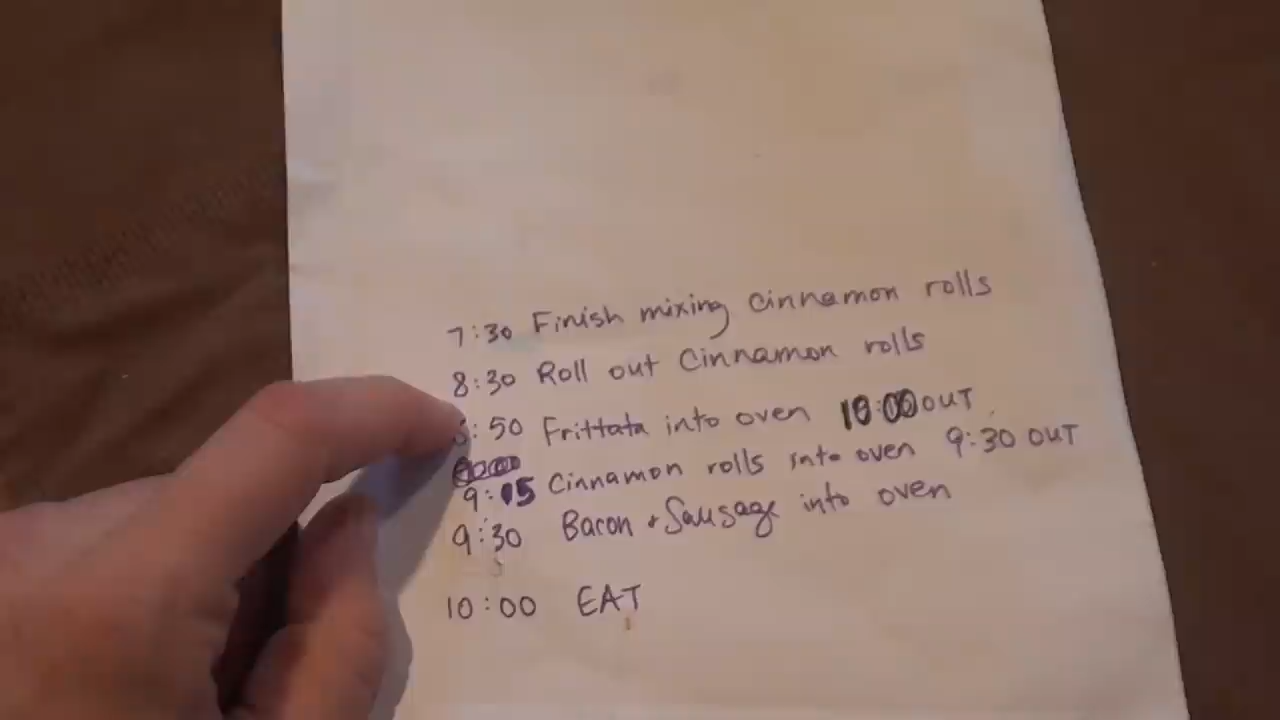 7:30 Finish mixing cinnamon rolls
8:30 Roll out Cinnamon rolls
8:50 Frittata into oven 10:00 OUT
9:15 Cinnamon rolls into oven 9:30 OUT
9:30 Bacon + Sausage into oven
10:00 EAT